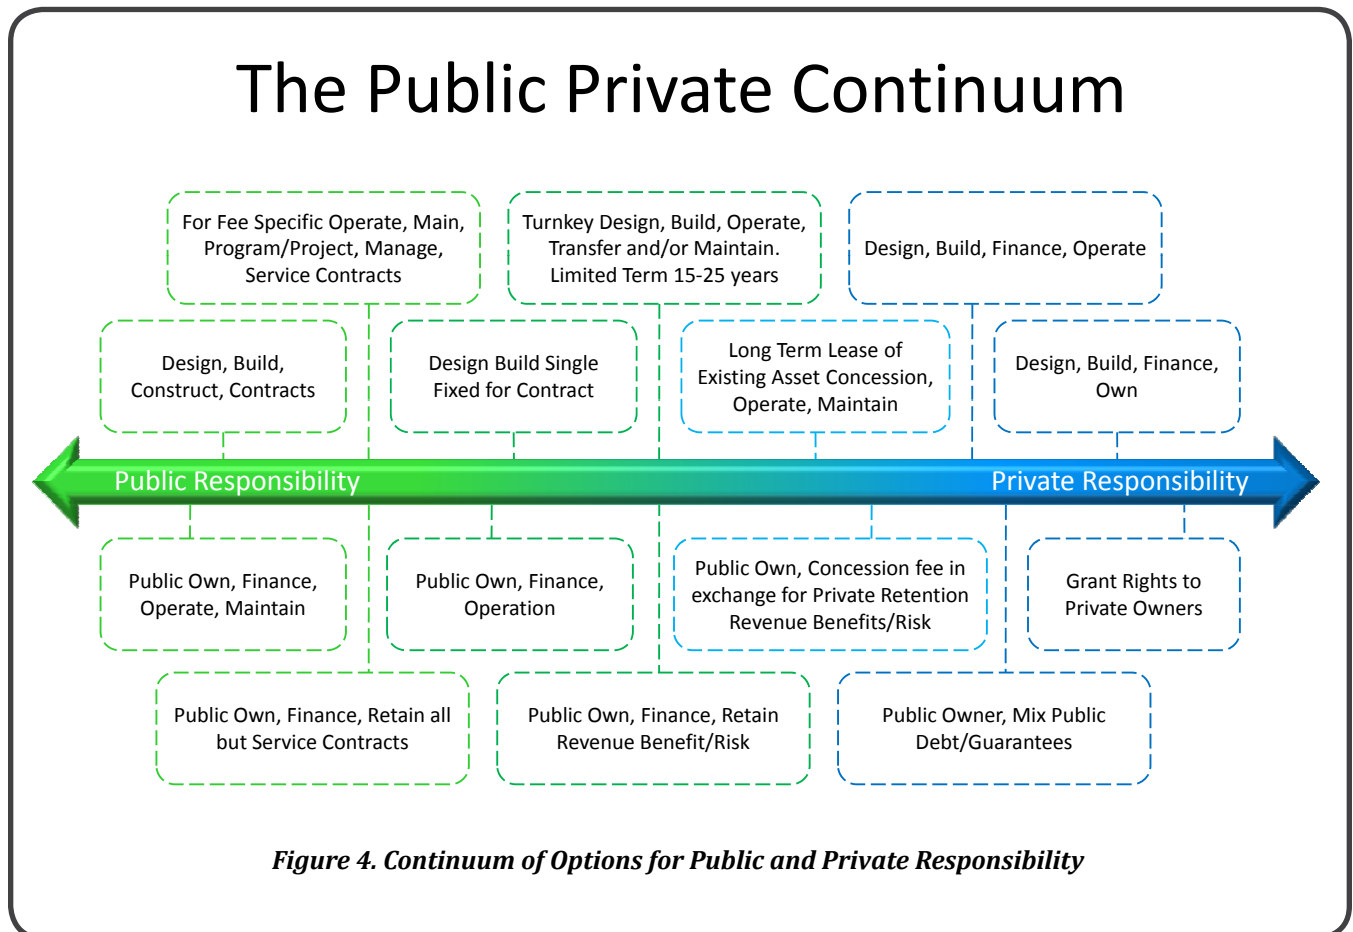 The Public Private Continuum
For Fee Specific Operate, Main,
Program/Project, Manage,
Service Contracts
Turnkey Design, Build, Operate,
Transfer and/or Maintain.
Limited Term 15-25 years
Design, Build, Finance, Operate
Design, Build,
Construct, Contracts
Design Build Single
Fixed for Contract
Long Term Lease of
Existing Asset Concession,
Operate, Maintain
Design, Build, Finance,
Own
Public Responsibility
Private Responsibility
Public Own, Finance,
Operate, Maintain
Public Own, Finance,
Operation
Public Own, Concession fee in
exchange for Private Retention
Revenue Benefits/Risk
Grant Rights to
Private Owners
Public Own, Finance, Retain all
but Service Contracts
Public Own, Finance, Retain
Revenue Benefit/Risk
Public Owner, Mix Public
Debt/Guarantees
Figure 4. Continuum of Options for Public and Private Responsibility